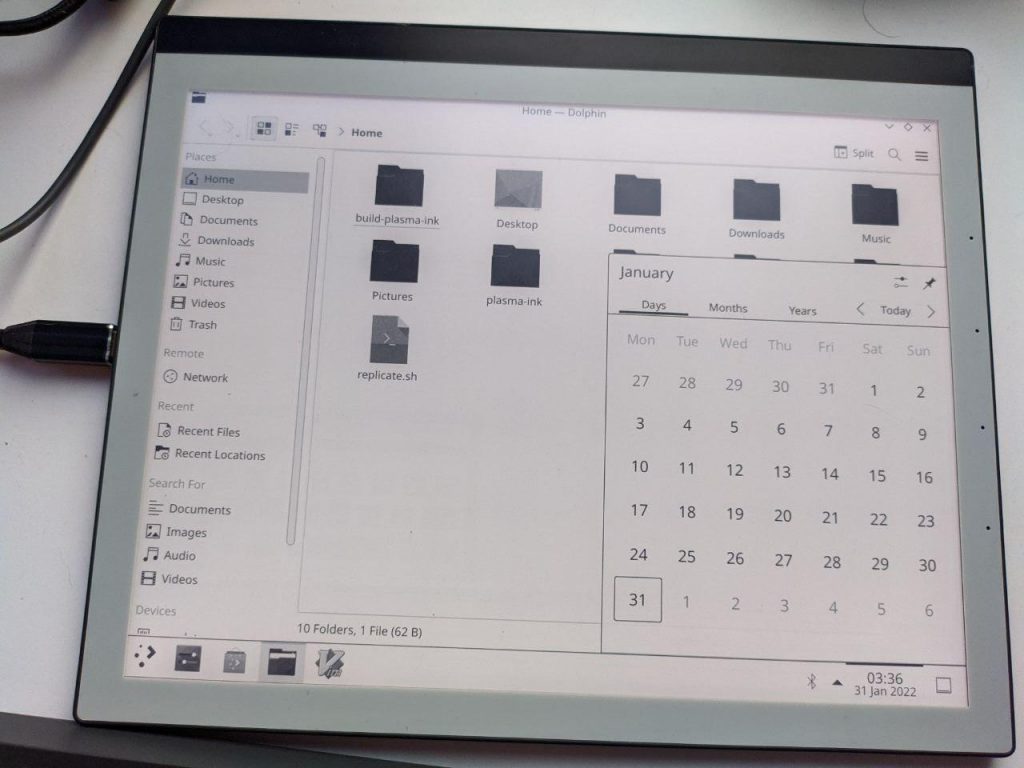 Home — Dolphin
Home
Split
Places
Home
Desktop
Documents
Downloads
Music
Pictures
Videos
Trash
Remote
Network
Recent
Recent Files
Recent Locations
Search For
Documents
Images
Audio
Videos
Devices
build-plasma-ink
Desktop
Documents
Downloads
Music
Pictures
plasma-ink
replicate.sh
10 Folders, 1 File (62 B)
January
Days Months Years Today
Mon Tue Wed Thu Fri Sat Sun
27 28 29 30 31 1 2
3 4 5 6 7 8 9
10 11 12 13 14 15 16
17 18 19 20 21 22 23
24 25 26 27 28 29 30
31 1 2 3 4 5 6
03:36
31 Jan 2022